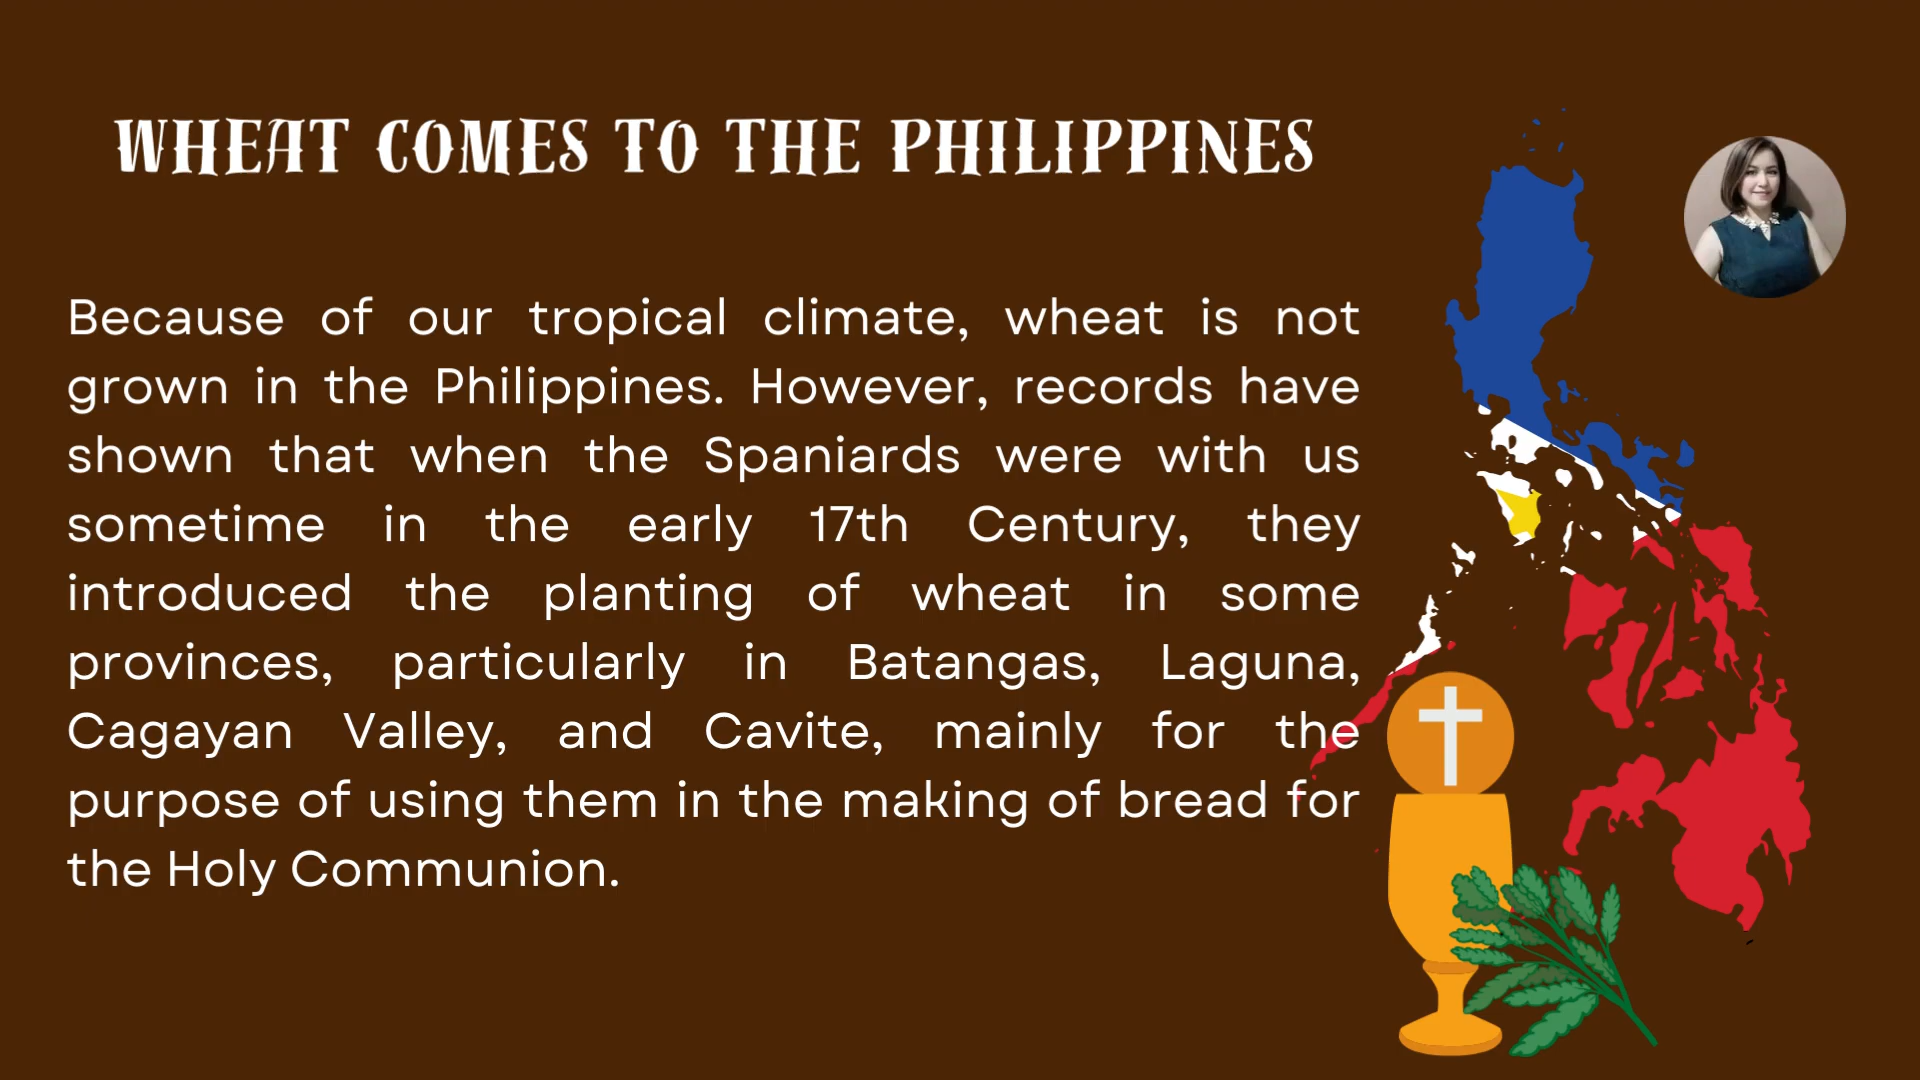 WHEAT COMES TO THE PHILIPPINES
Because of our tropical climate, wheat is not
grown in the Philippines. However, records have
shown that when the Spaniards were with us
sometime in the early 17th Century, they
introduced the planting of wheat in some
provinces, particularly in Batangas, Laguna,
Cagayan Valley, and Cavite, mainly for the
purpose of using them in the making of bread for
the Holy Communion.